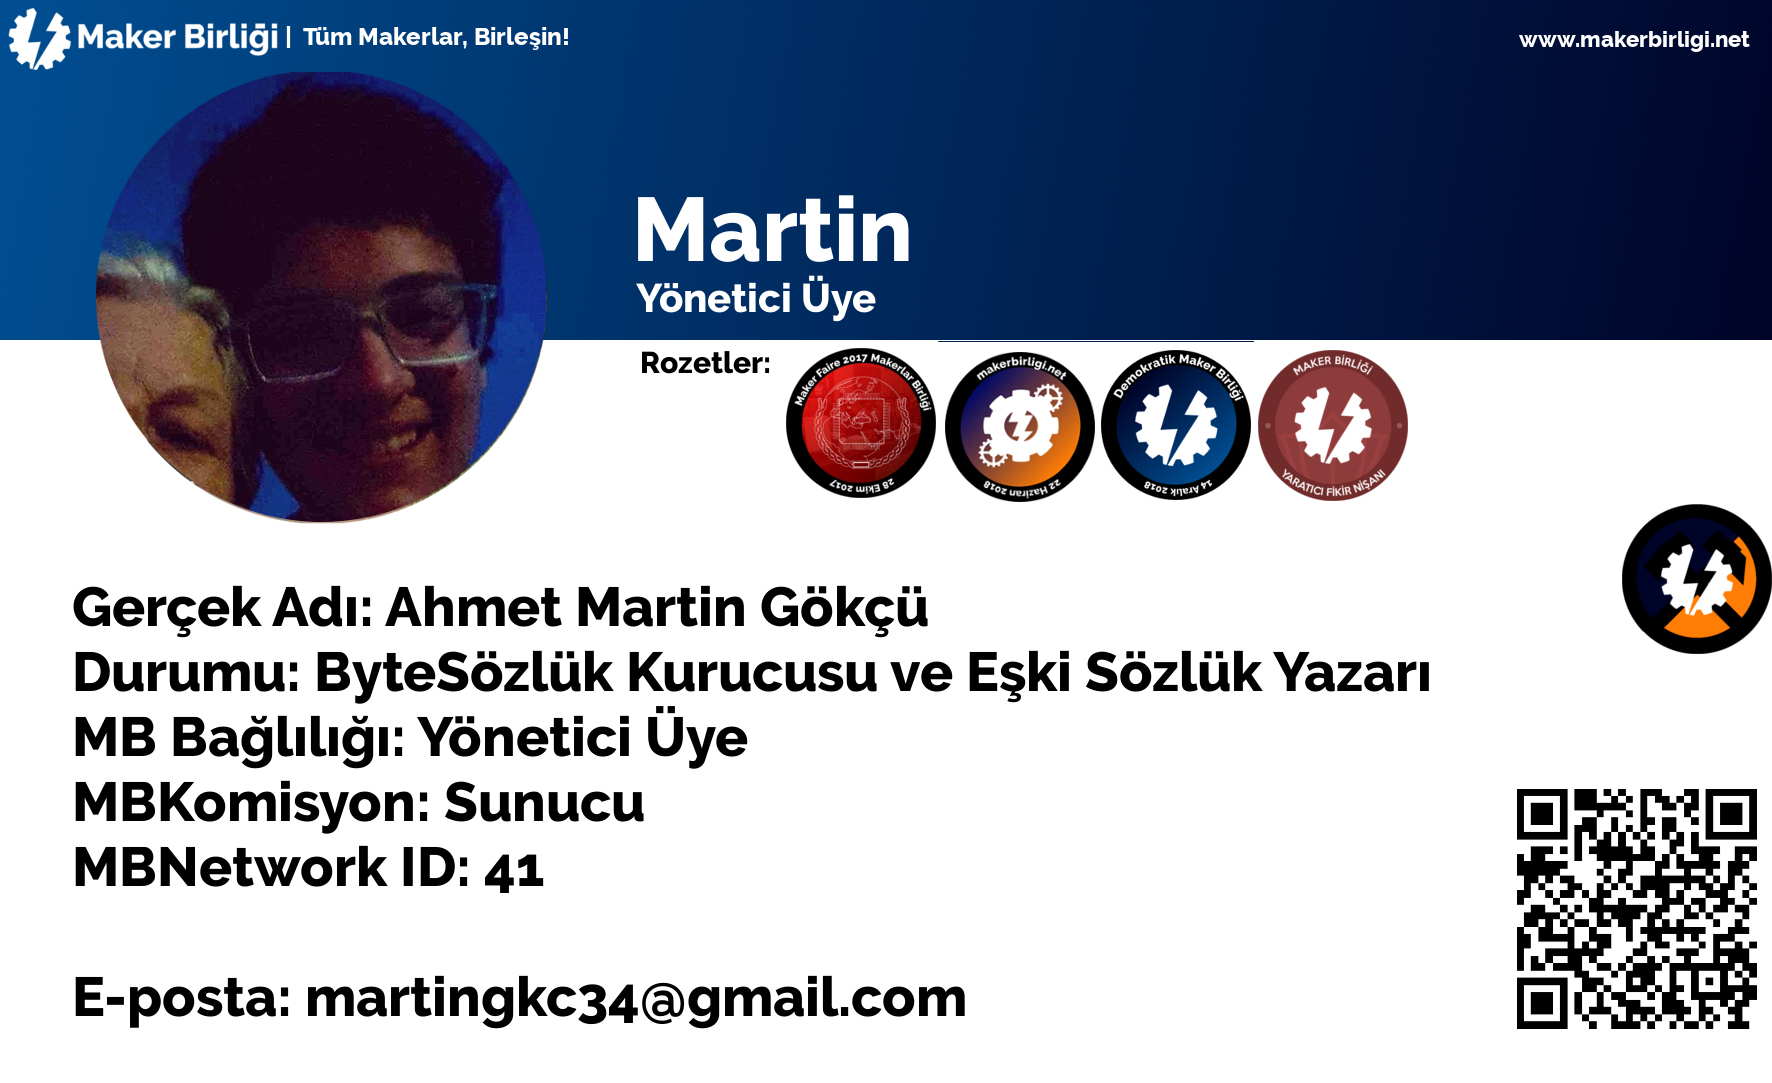 Maker Birliği | Tüm Makerlar, Birleşin!
www.makerbirligi.net
Martin
Yönetici Üye
Rozetler:
Maker Faire 2017 Makerlar Birliği
28 Ekim 2017
makerbirligi.net
22 Haziran 2018
Demokratik Maker Birliği
14 Aralık 2018
MAKER BİRLİĞİ
YARATICI FİKİR NİŞANI
Gerçek Adı: Ahmet Martin Gökçü
Durumu: ByteSözlük Kurucusu ve Eşki Sözlük Yazarı
MB Bağlılığı: Yönetici Üye
MBKomisyon: Sunucu
MBNetwork ID: 41
E-posta: martingkc34@gmail.com